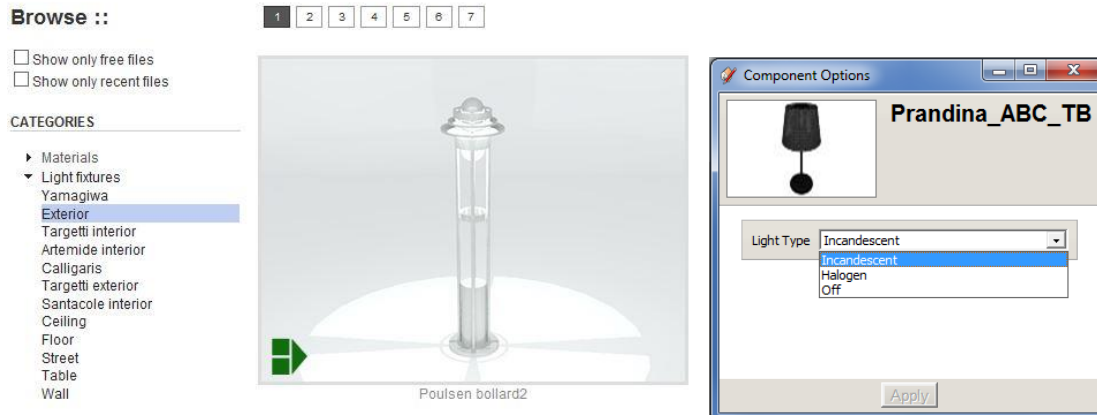 Browse ::
1 2 3 4 5 6 7
Show only free files
Show only recent files
CATEGORIES
Materials
Light fixtures
Yamagiwa
Exterior
Targetti interior
Artemide interior
Calligaris
Targetti exterior
Santacole interior
Ceiling
Floor
Street
Table
Wall
Poulsen bollard2
Component Options
Prandina_ABC_TB
Light Type Incandescent
Incandescent
Halogen
Off
Apply